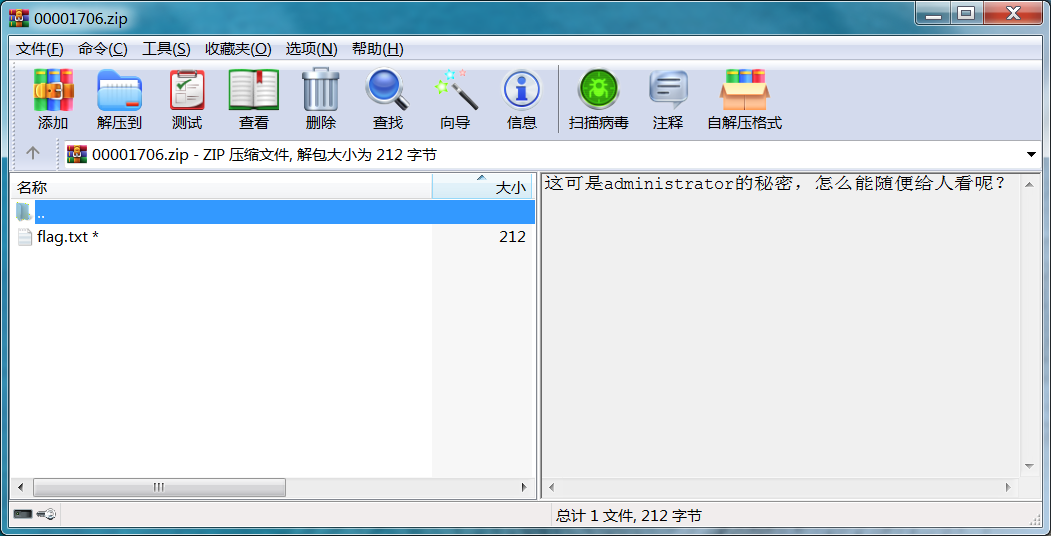 00001706.zip
文件(F) 命令(C) 工具(S) 收藏夹(O) 选项(N) 帮助(H)
添加 解压到 测试 查看 删除 查找 向导 信息 扫描病毒 注释 自解压格式
00001706.zip - ZIP 压缩文件, 解包大小为 212 字节
名称 大小
..
flag.txt * 212
这可是administrator的秘密，怎么能随便给人看呢？
总计 1 文件, 212 字节